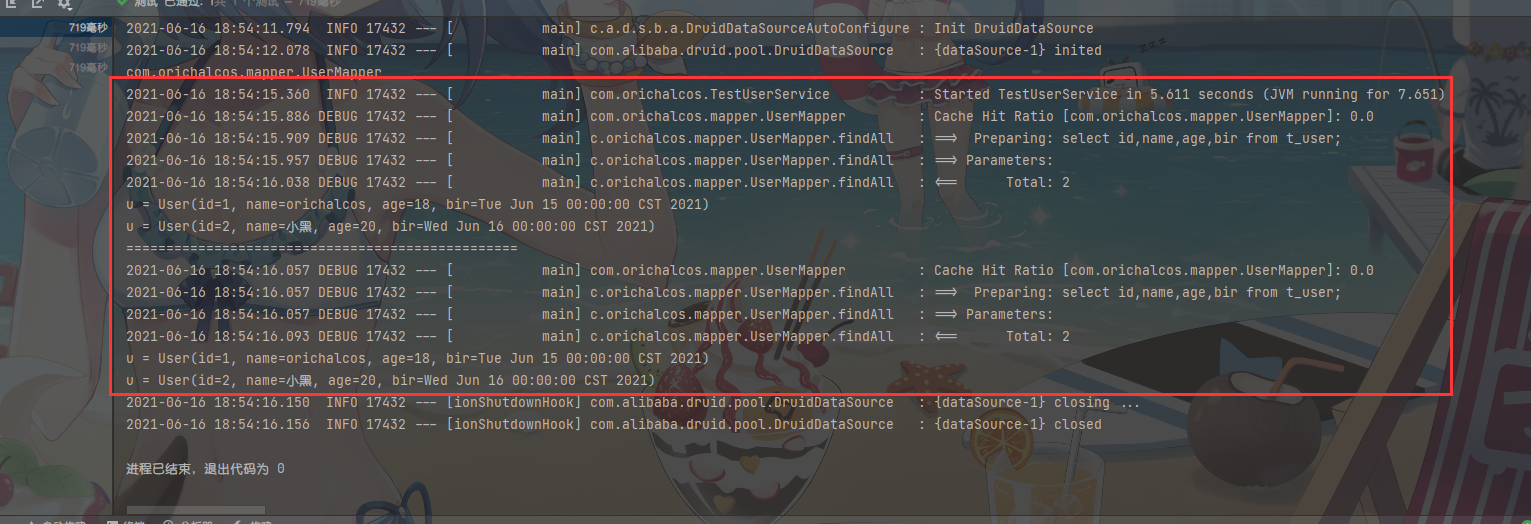 测试 已通过: 1共 1 个测试 – 719毫秒
719毫秒 2021-06-16 18:54:11.794  INFO 17432 --- [           main] c.a.d.s.b.a.DruidDataSourceAutoConfigure : Init DruidDataSource
719毫秒 2021-06-16 18:54:12.078  INFO 17432 --- [           main] com.alibaba.druid.pool.DruidDataSource   : {dataSource-1} inited
719毫秒 com.orichalcos.mapper.UserMapper
2021-06-16 18:54:15.360  INFO 17432 --- [           main] com.orichalcos.TestUserService           : Started TestUserService in 5.611 seconds (JVM running for 7.651)
2021-06-16 18:54:15.886 DEBUG 17432 --- [           main] com.orichalcos.mapper.UserMapper         : Cache Hit Ratio [com.orichalcos.mapper.UserMapper]: 0.0
2021-06-16 18:54:15.909 DEBUG 17432 --- [           main] c.orichalcos.mapper.UserMapper.findAll   : ==>  Preparing: select id,name,age,bir from t_user;
2021-06-16 18:54:15.957 DEBUG 17432 --- [           main] c.orichalcos.mapper.UserMapper.findAll   : ==> Parameters:
2021-06-16 18:54:16.038 DEBUG 17432 --- [           main] c.orichalcos.mapper.UserMapper.findAll   : <==      Total: 2
u = User(id=1, name=orichalcos, age=18, bir=Tue Jun 15 00:00:00 CST 2021)
u = User(id=2, name=小黑, age=20, bir=Wed Jun 16 00:00:00 CST 2021)
=================================================
2021-06-16 18:54:16.057 DEBUG 17432 --- [           main] com.orichalcos.mapper.UserMapper         : Cache Hit Ratio [com.orichalcos.mapper.UserMapper]: 0.0
2021-06-16 18:54:16.057 DEBUG 17432 --- [           main] c.orichalcos.mapper.UserMapper.findAll   : ==>  Preparing: select id,name,age,bir from t_user;
2021-06-16 18:54:16.057 DEBUG 17432 --- [           main] c.orichalcos.mapper.UserMapper.findAll   : ==> Parameters:
2021-06-16 18:54:16.093 DEBUG 17432 --- [           main] c.orichalcos.mapper.UserMapper.findAll   : <==      Total: 2
u = User(id=1, name=orichalcos, age=18, bir=Tue Jun 15 00:00:00 CST 2021)
u = User(id=2, name=小黑, age=20, bir=Wed Jun 16 00:00:00 CST 2021)
2021-06-16 18:54:16.150  INFO 17432 --- [ionShutdownHook] com.alibaba.druid.pool.DruidDataSource   : {dataSource-1} closing ...
2021-06-16 18:54:16.156  INFO 17432 --- [ionShutdownHook] com.alibaba.druid.pool.DruidDataSource   : {dataSource-1} closed
进程已结束，退出代码为 0